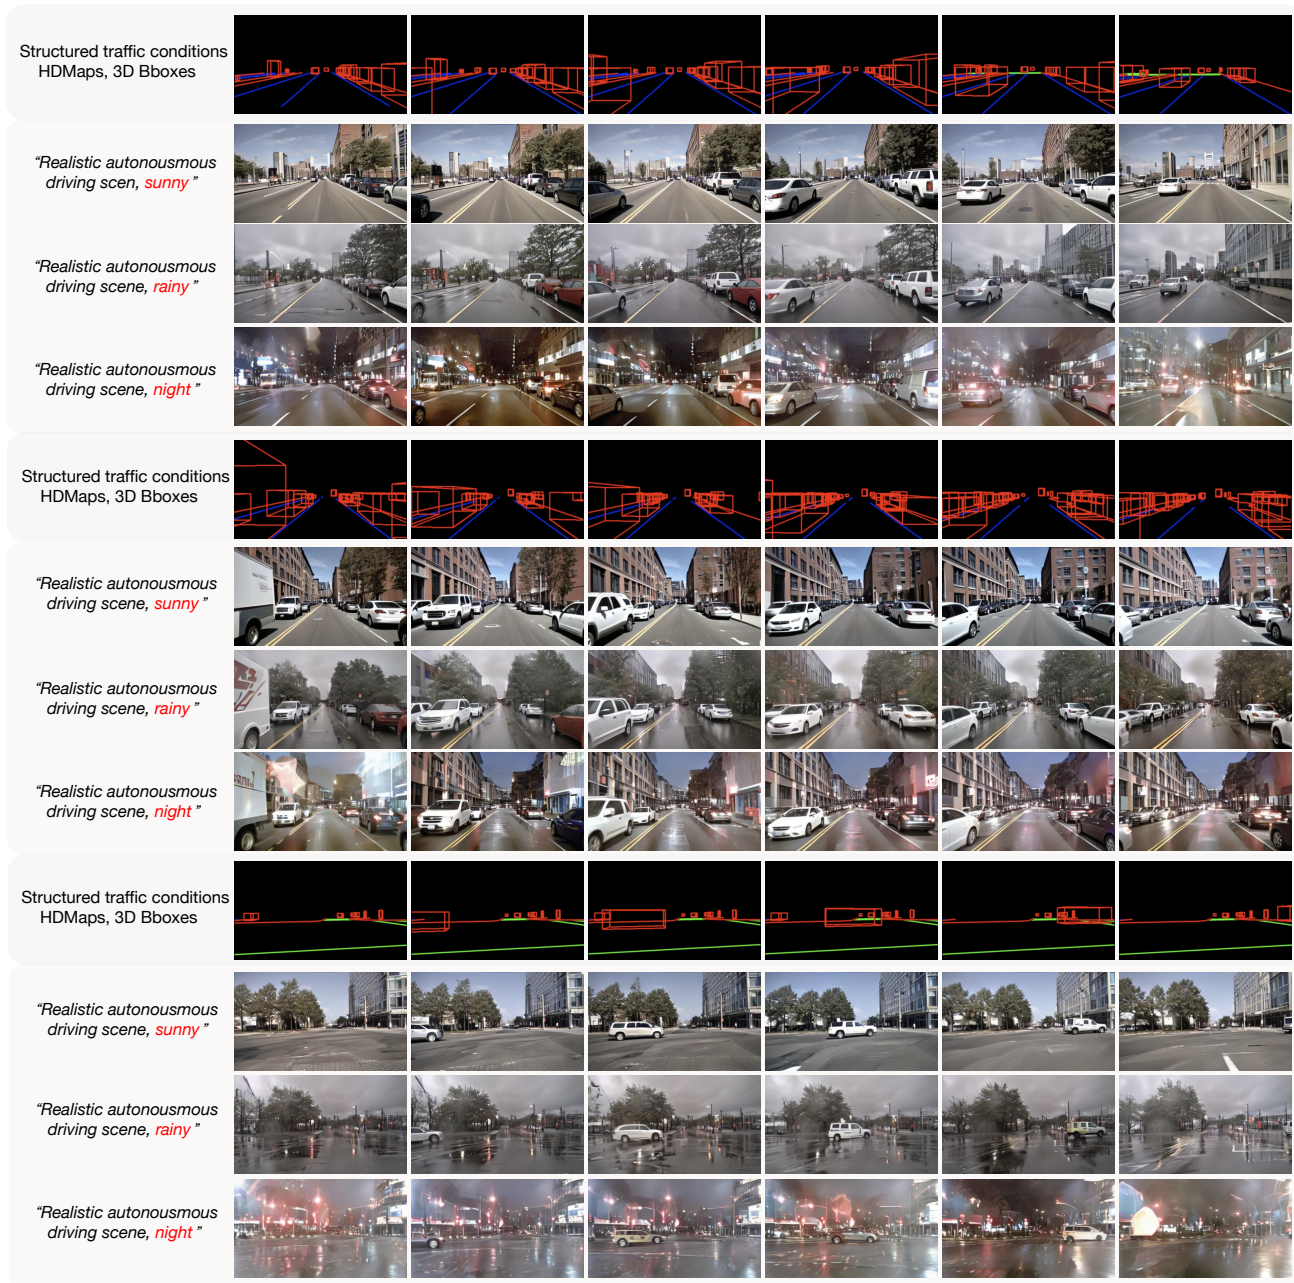 Structured traffic conditions
HDMaps, 3D Bboxes
“Realistic autonousmous
driving scen, sunny ”
“Realistic autonousmous
driving scene, rainy ”
“Realistic autonousmous
driving scene, night ”
Structured traffic conditions
HDMaps, 3D Bboxes
“Realistic autonousmous
driving scene, sunny ”
“Realistic autonousmous
driving scene, rainy ”
“Realistic autonousmous
driving scene, night ”
Structured traffic conditions
HDMaps, 3D Bboxes
“Realistic autonousmous
driving scene, sunny ”
“Realistic autonousmous
driving scene, rainy ”
“Realistic autonousmous
driving scene, night ”